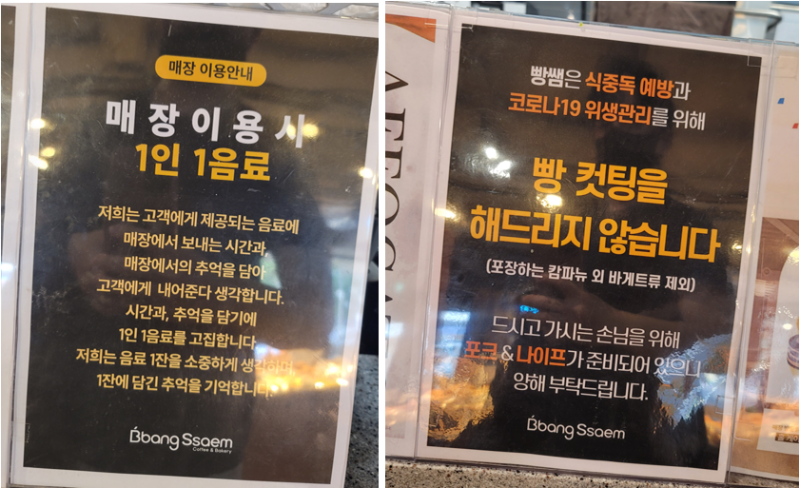 매장 이용안내
매장이용시
1인 1음료
저희는 고객에게 제공되는 음료에
매장에서 보내는 시간과,
매장에서의 추억을 담아
고객에게 내어준다 생각합니다.
시간과, 추억을 담기에
1인 1음료를 고집합니다
저희는 음료 1잔을 소중하게 생각하며
1잔에 담긴 추억을 기억합니다.
Bbang Ssaem
Coffee & Bakery
빵쌤은 식중독 예방과
코로나19 위생관리를 위해
빵 컷팅을
해드리지 않습니다
(포장하는 캄파뉴 외 바게트류 제외)
드시고 가시는 손님을 위해
포크 & 나이프가 준비되어 있으니
양해 부탁드립니다.
Bbang Ssaem